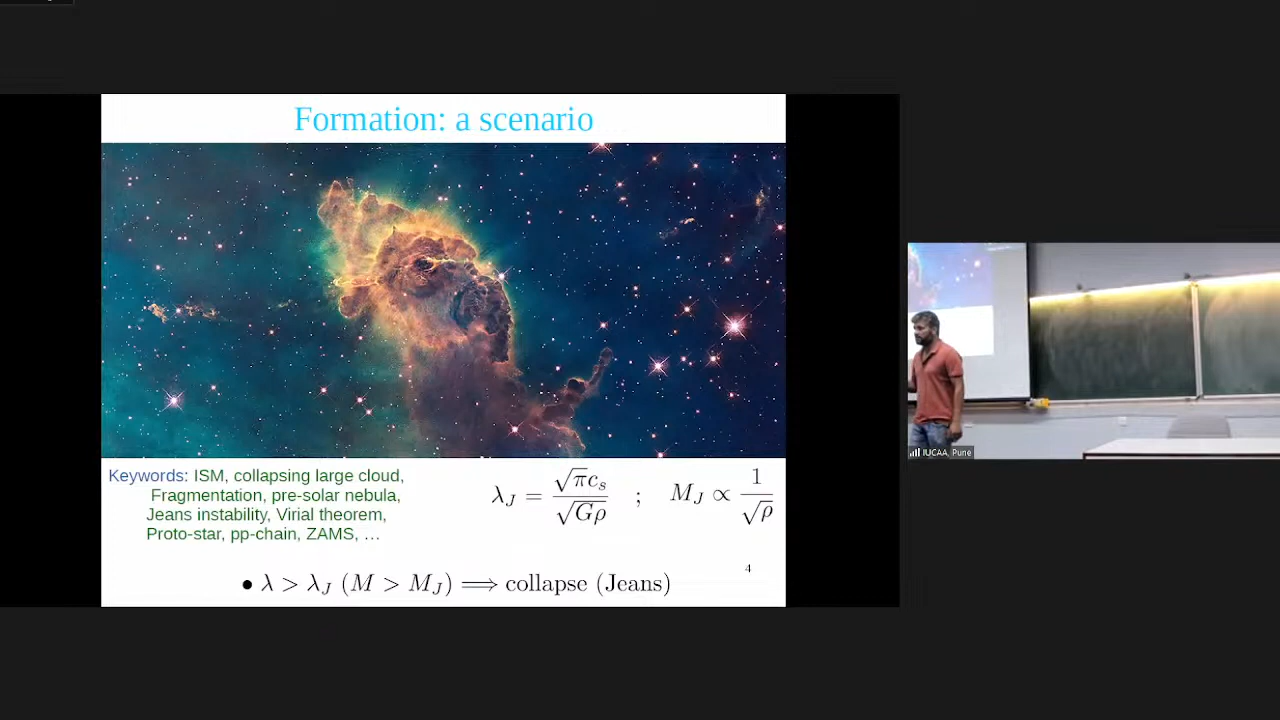 Formation: a scenario
Keywords: ISM, collapsing large cloud,
Fragmentation, pre-solar nebula,
Jeans instability, Virial theorem,
Proto-star, pp-chain, ZAMS, …
λ_J = √π c_s / √(Gρ) ; M_J ∝ 1/√ρ
• λ > λ_J (M > M_J) ⟹ collapse (Jeans)
4
IUCAA, Pune